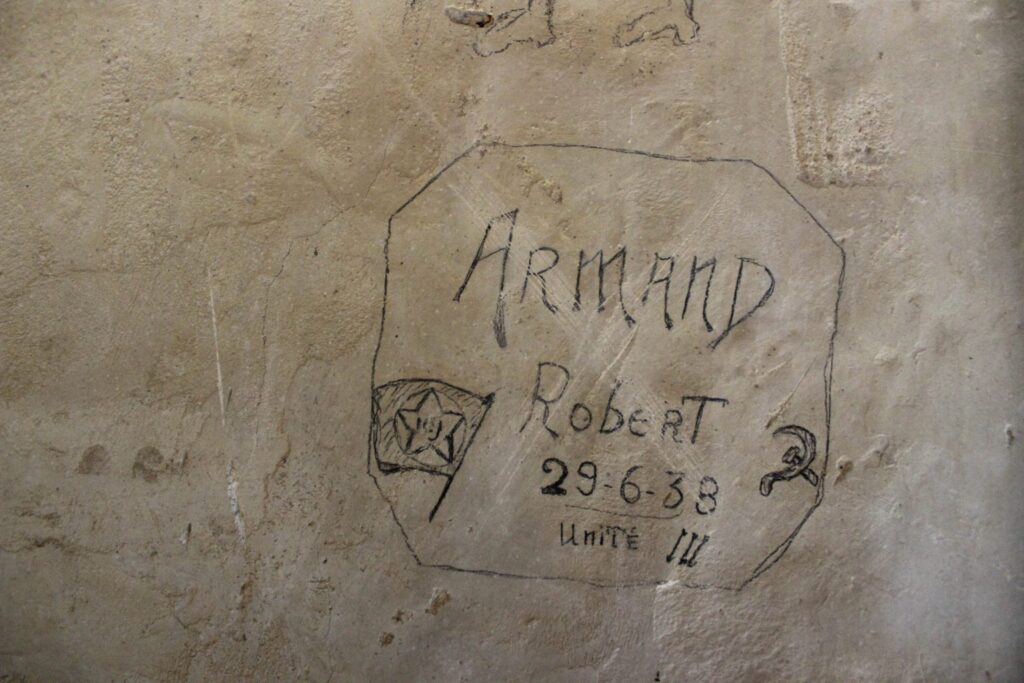 ARMAND
Robert
29-6-38
Unité III